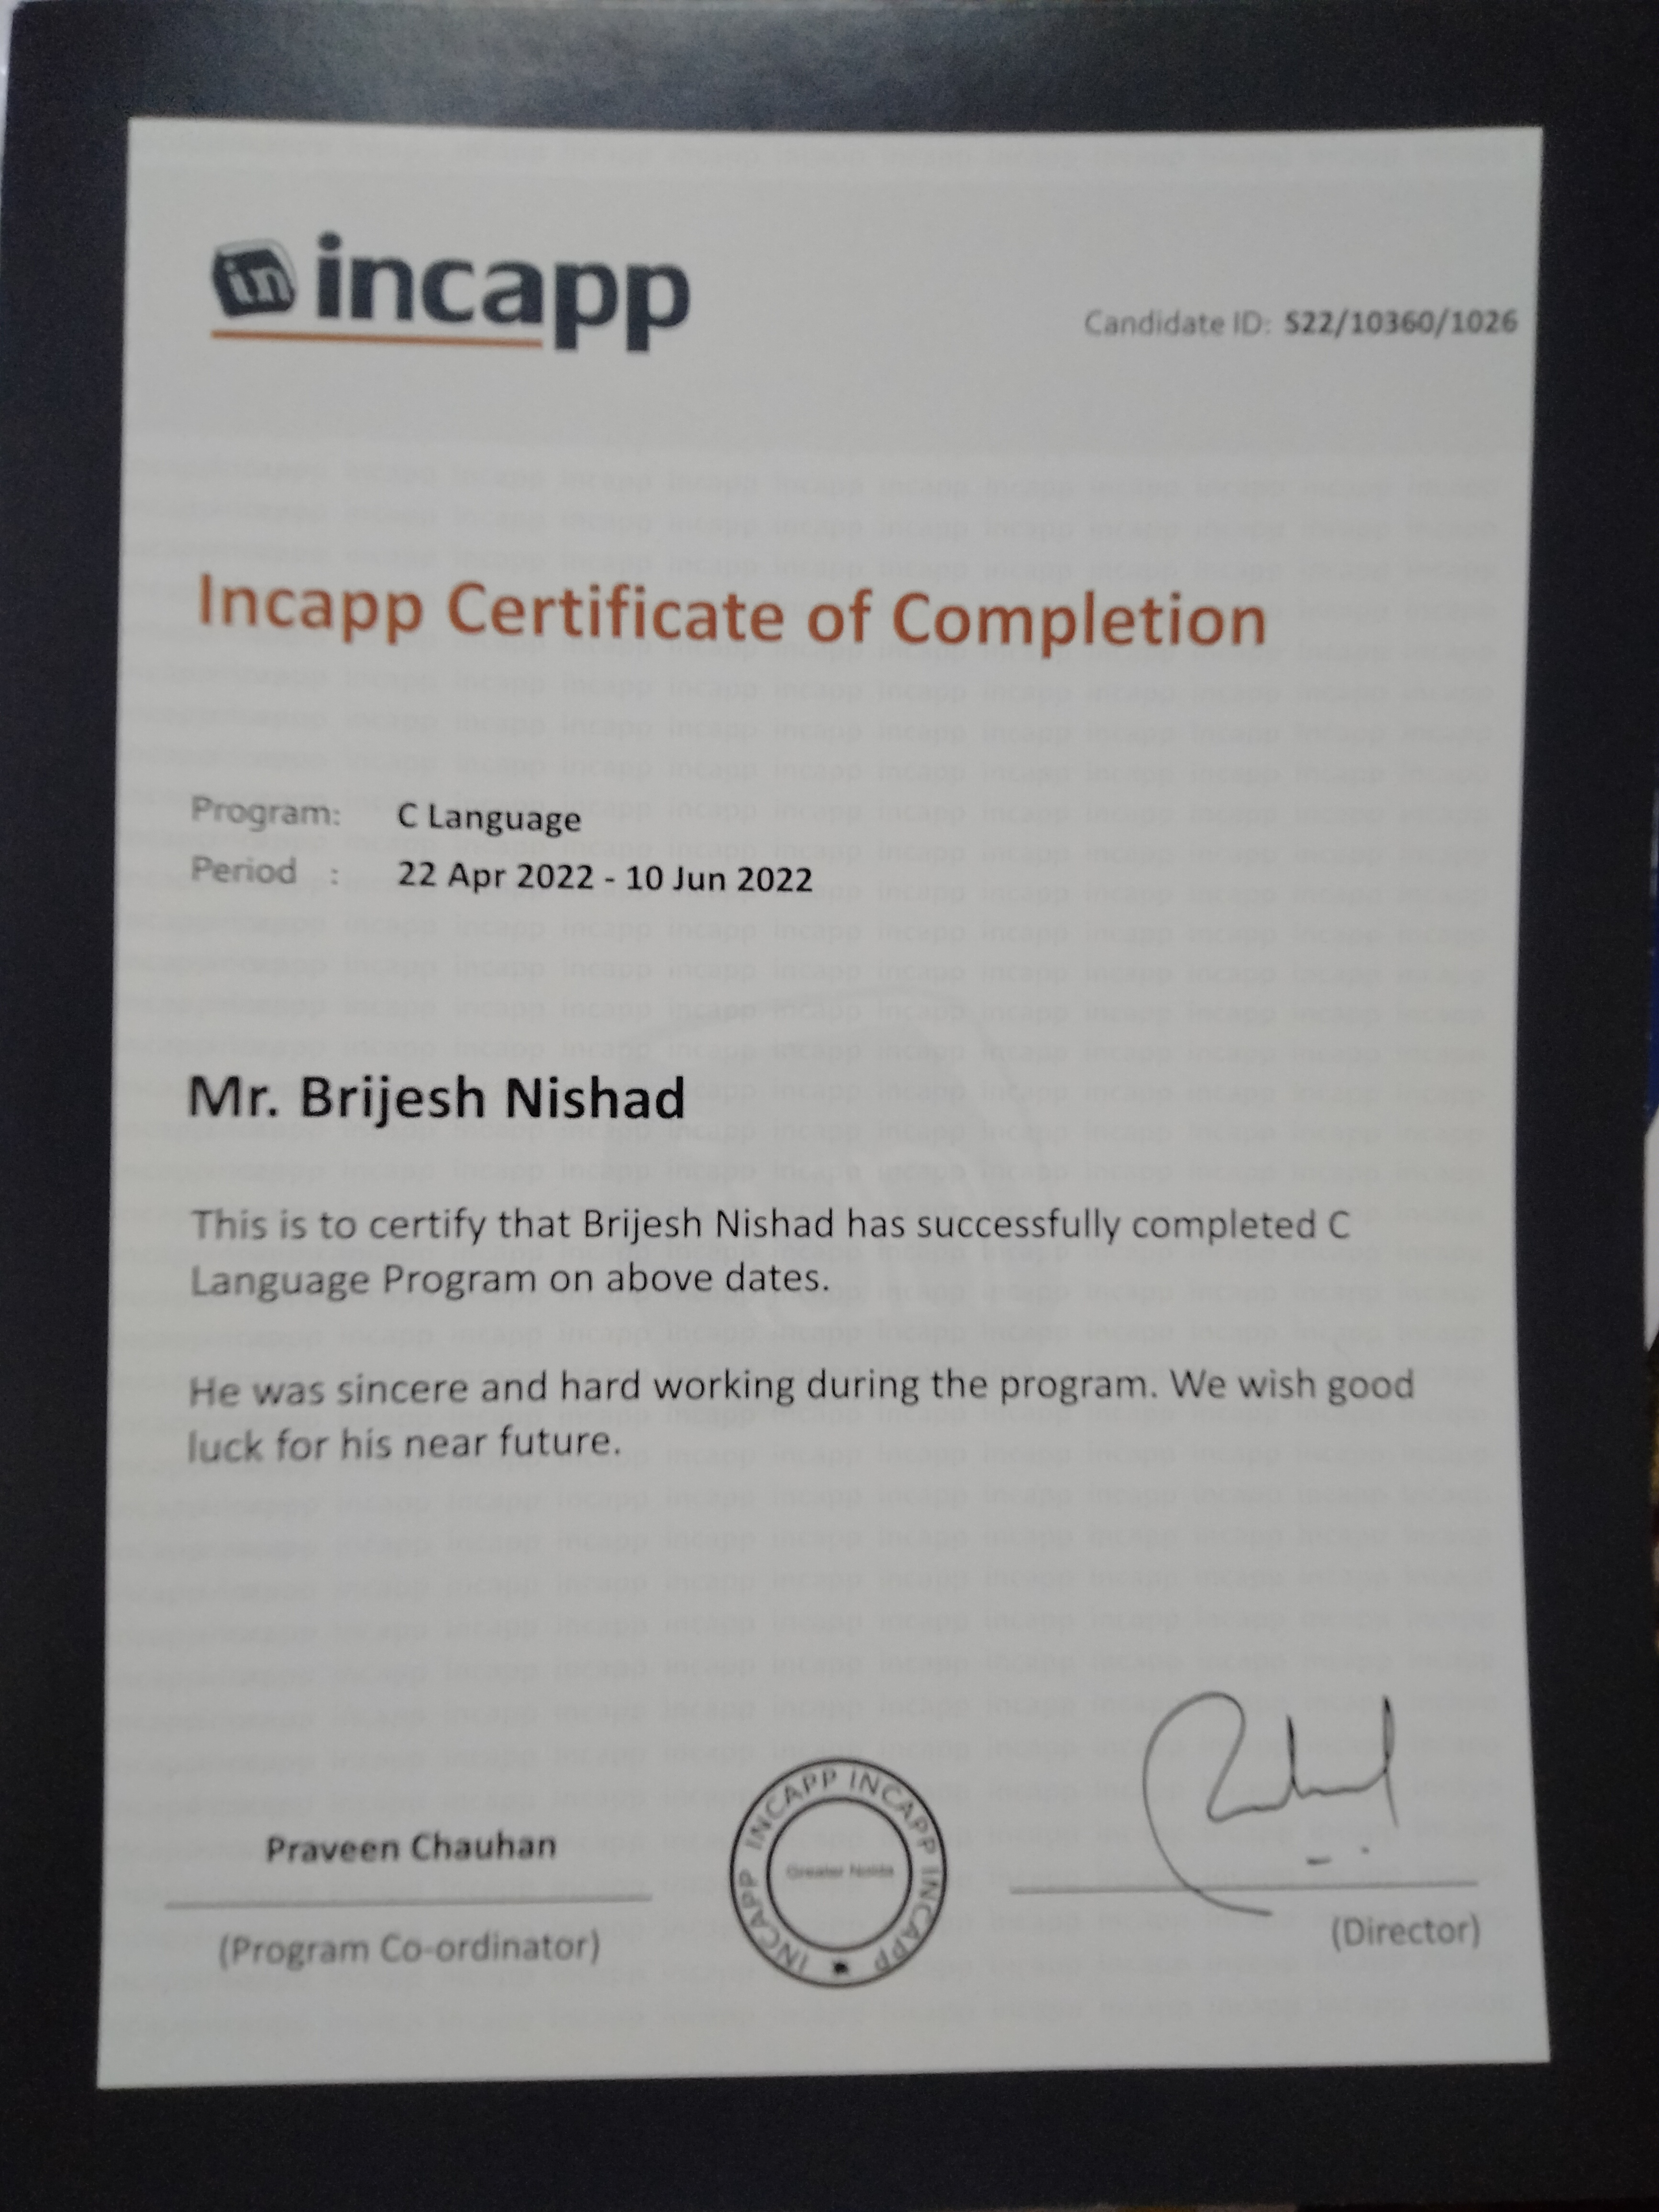 in incapp
Candidate ID: S22/10360/1026
Incapp Certificate of Completion
Program: C Language
Period : 22 Apr 2022 - 10 Jun 2022
Mr. Brijesh Nishad
This is to certify that Brijesh Nishad has successfully completed C
Language Program on above dates.
He was sincere and hard working during the program. We wish good
luck for his near future.
Praveen Chauhan
(Program Co-ordinator)
INCAPP INCAPP INCAPP INCAPP
Greater Noida
(Director)